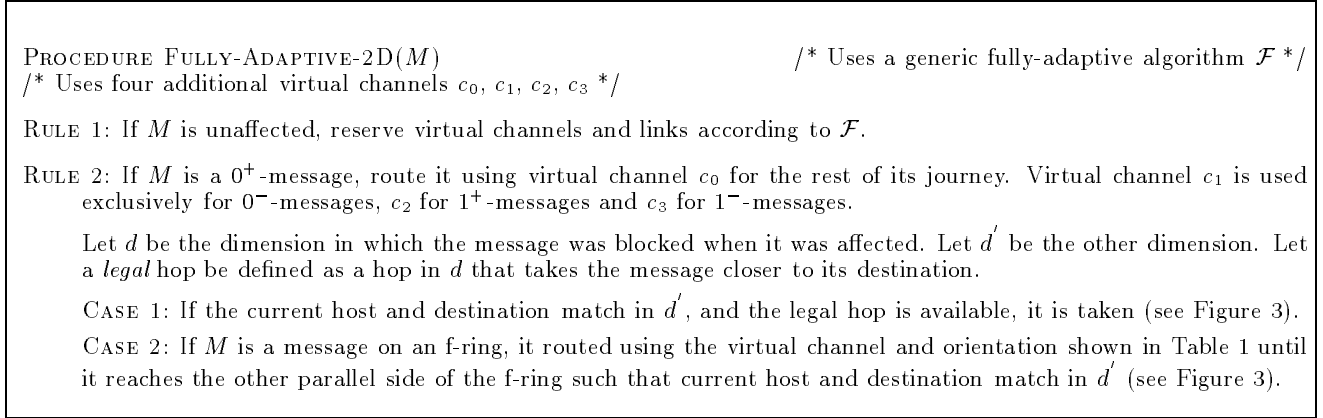 PROCEDURE FULLY-ADAPTIVE-2D(M) /* Uses a generic fully-adaptive algorithm F */
/* Uses four additional virtual channels c₀, c₁, c₂, c₃ */
RULE 1: If M is unaffected, reserve virtual channels and links according to F.
RULE 2: If M is a 0⁺-message, route it using virtual channel c₀ for the rest of its journey. Virtual channel c₁ is used
exclusively for 0⁻-messages, c₂ for 1⁺-messages and c₃ for 1⁻-messages.
Let d be the dimension in which the message was blocked when it was affected. Let d′ be the other dimension. Let
a legal hop be defined as a hop in d that takes the message closer to its destination.
CASE 1: If the current host and destination match in d′, and the legal hop is available, it is taken (see Figure 3).
CASE 2: If M is a message on an f-ring, it routed using the virtual channel and orientation shown in Table 1 until
it reaches the other parallel side of the f-ring such that current host and destination match in d′ (see Figure 3).